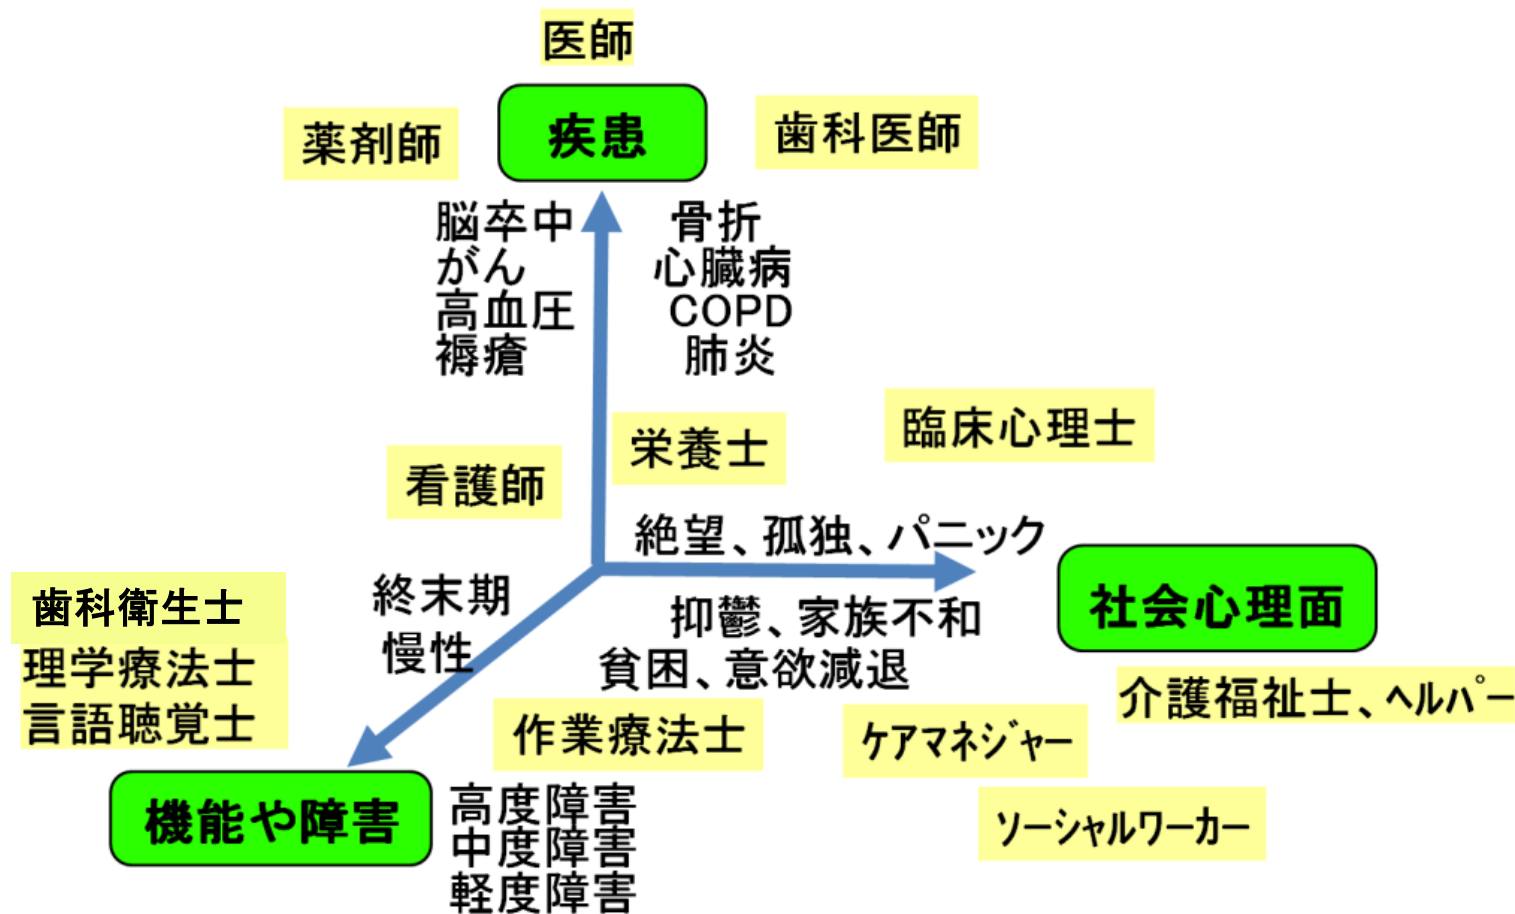 医師
薬剤師
疾患
歯科医師
脳卒中
がん
高血圧
褥瘡
骨折
心臓病
COPD
肺炎
臨床心理士
栄養士
看護師
絶望、孤独、パニック
社会心理面
抑鬱、家族不和
貧困、意欲減退
終末期
慢性
歯科衛生士
理学療法士
言語聴覚士
介護福祉士、ヘルパー
作業療法士
ケアマネジャー
ソーシャルワーカー
機能や障害
高度障害
中度障害
軽度障害